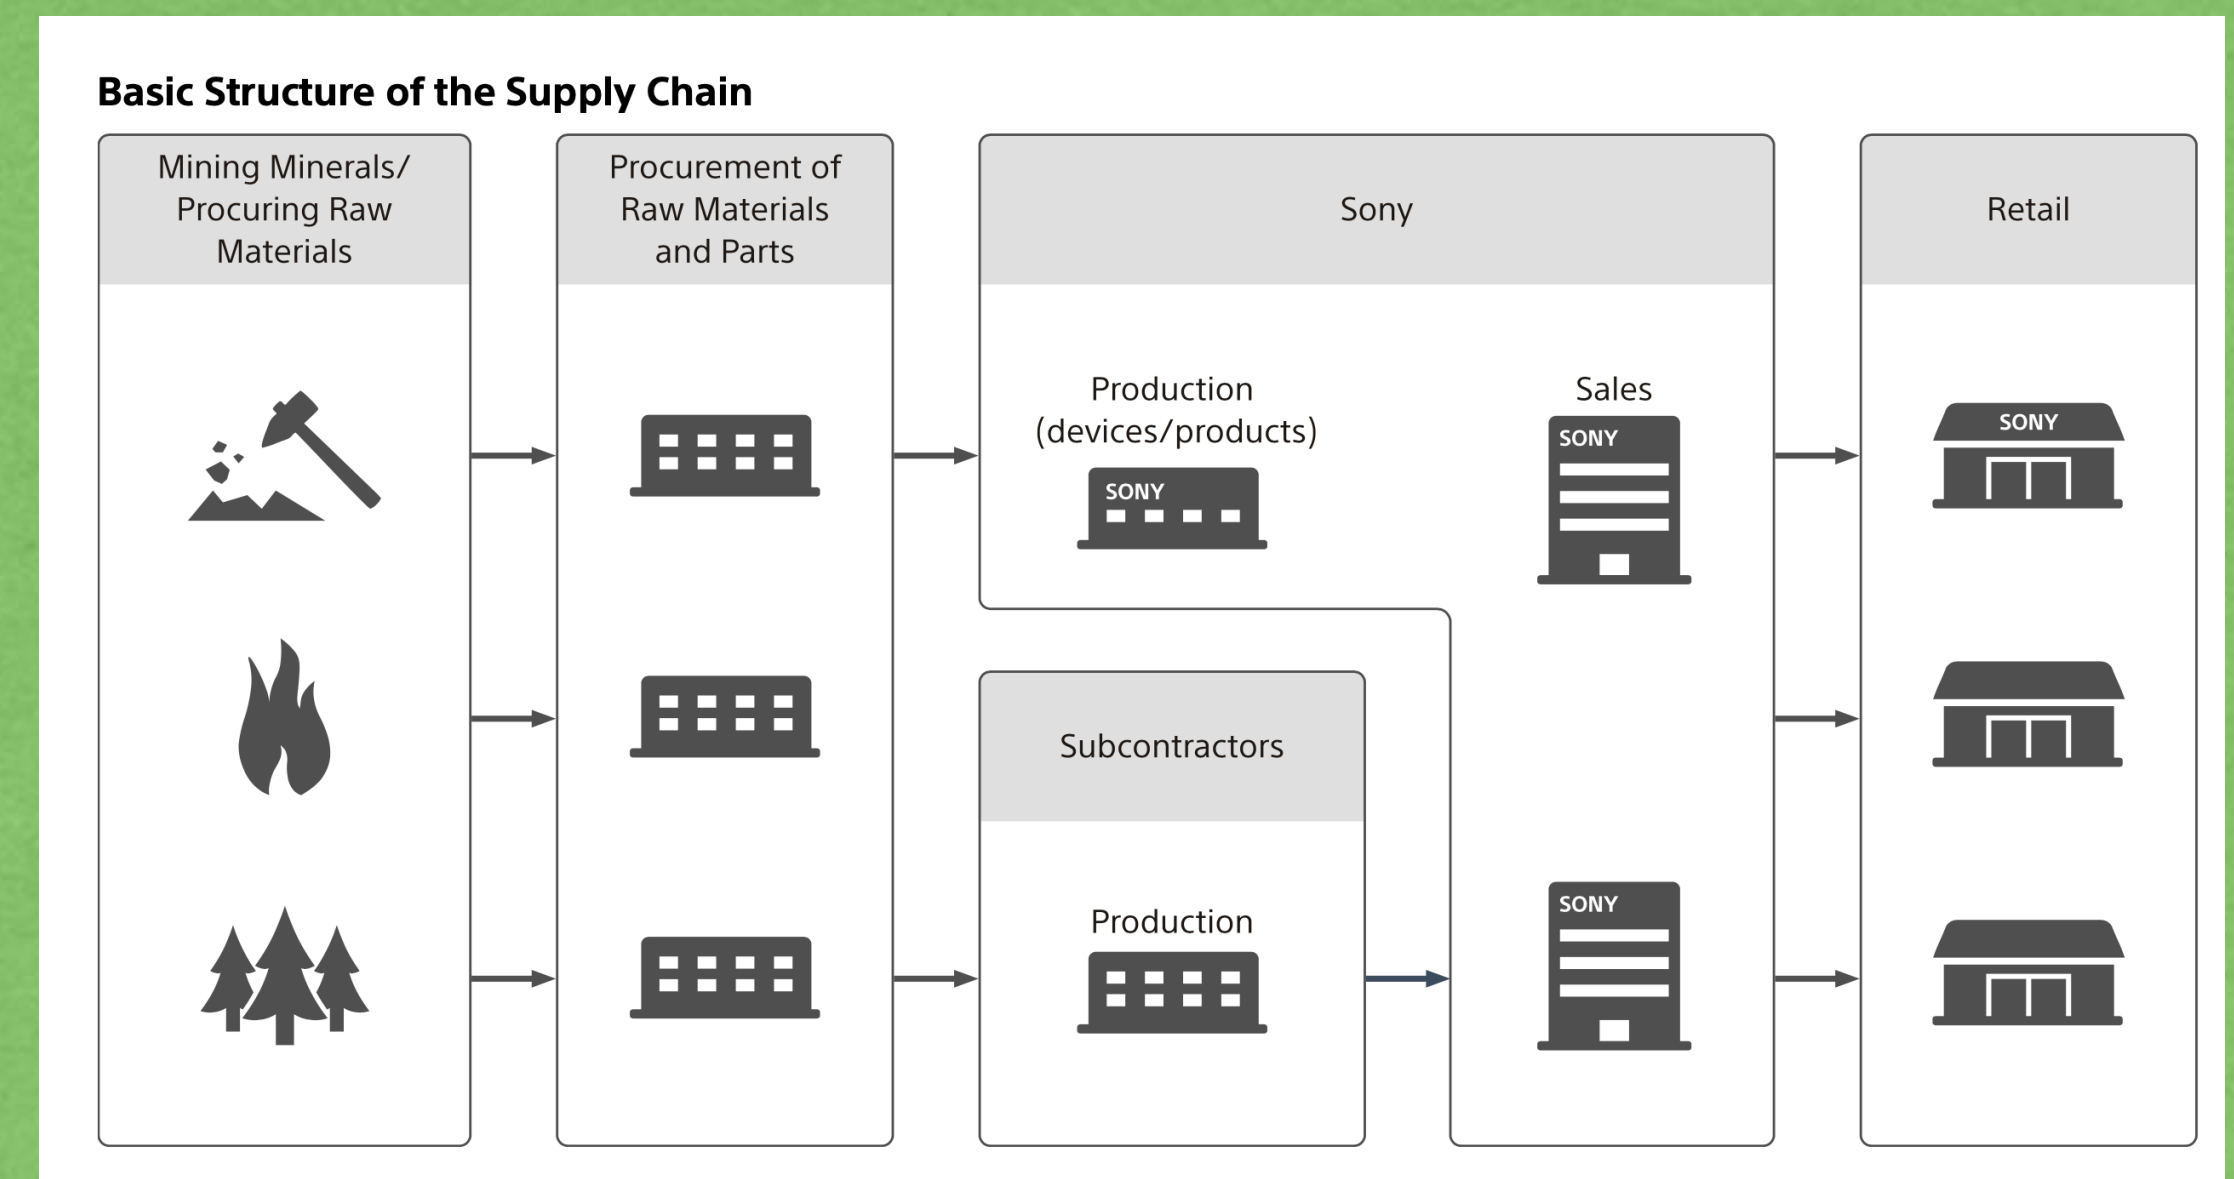 Basic Structure of the Supply Chain
Mining Minerals/
Procuring Raw
Materials
Procurement of
Raw Materials
and Parts
Sony
Production
(devices/products)
SONY
Sales
SONY
Subcontractors
Production
SONY
Retail
SONY